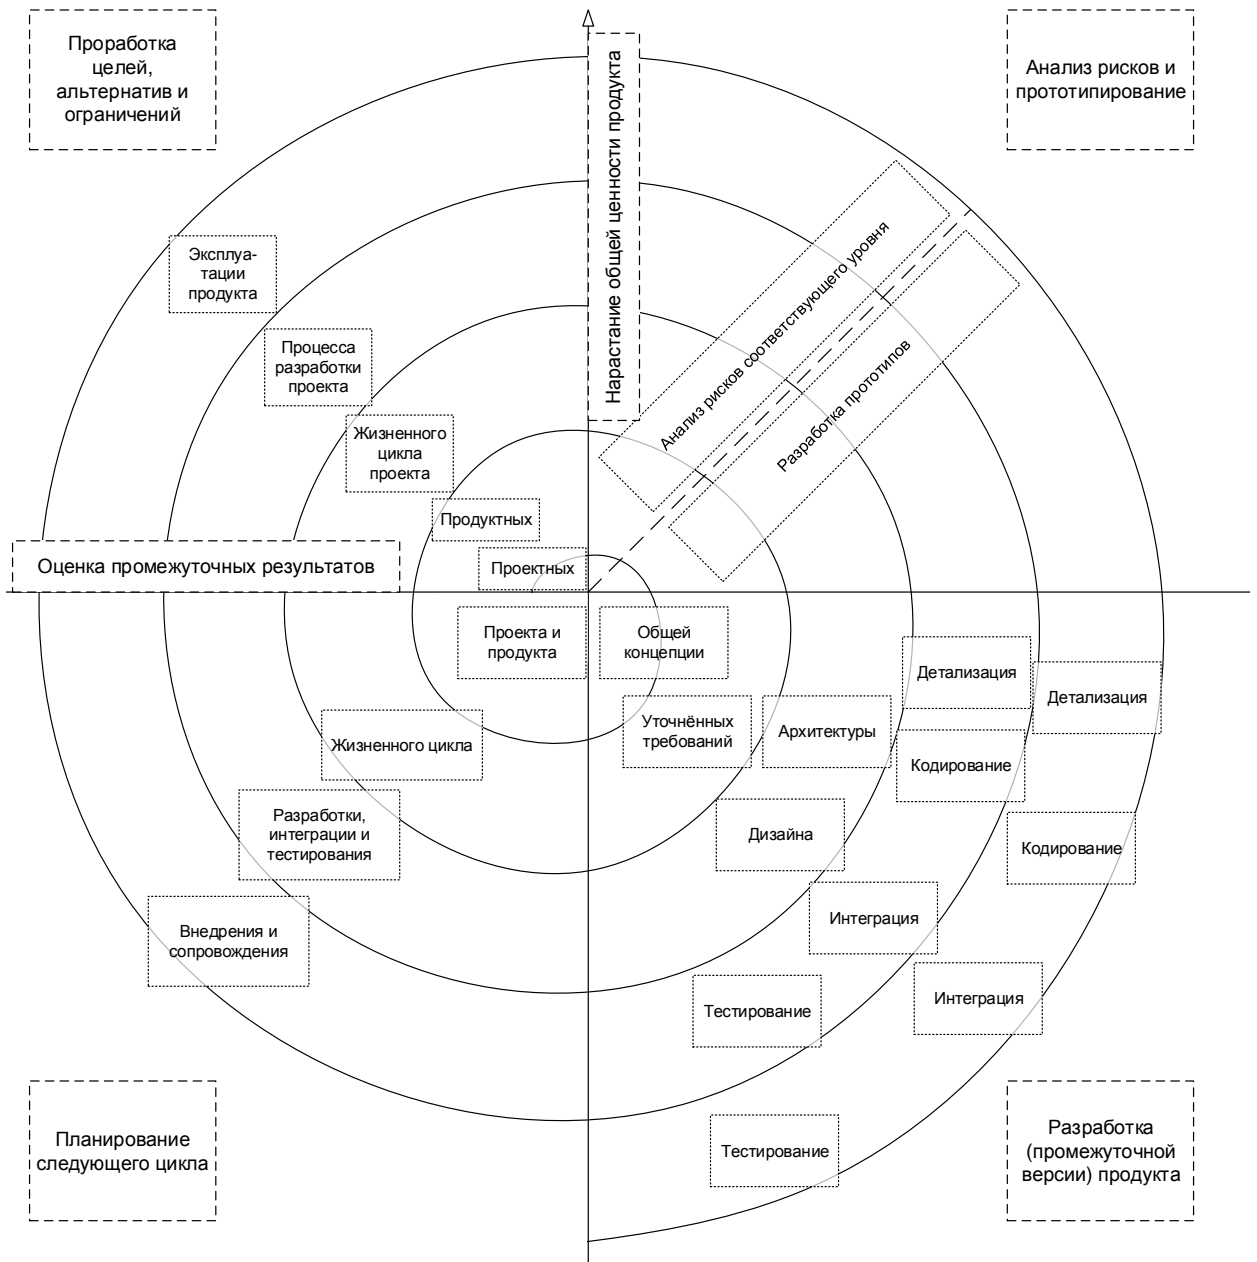 Проработка
целей,
альтернатив и
ограничений
Нарастание общей ценности продукта
Анализ рисков и
прототипирование
Эксплуа-
тации
продукта
Процесса
разработки
проекта
Жизненного
цикла
проекта
Продуктных
Проектных
Анализ рисков соответствующего уровня
Разработка прототипов
Оценка промежуточных результатов
Проекта и
продукта
Общей
концепции
Детализация
Детализация
Уточнённых
требований
Архитектуры
Жизненного цикла
Кодирование
Разработки,
интеграции и
тестирования
Дизайна
Кодирование
Внедрения и
сопровождения
Интеграция
Интеграция
Тестирование
Тестирование
Планирование
следующего цикла
Разработка
(промежуточной
версии) продукта